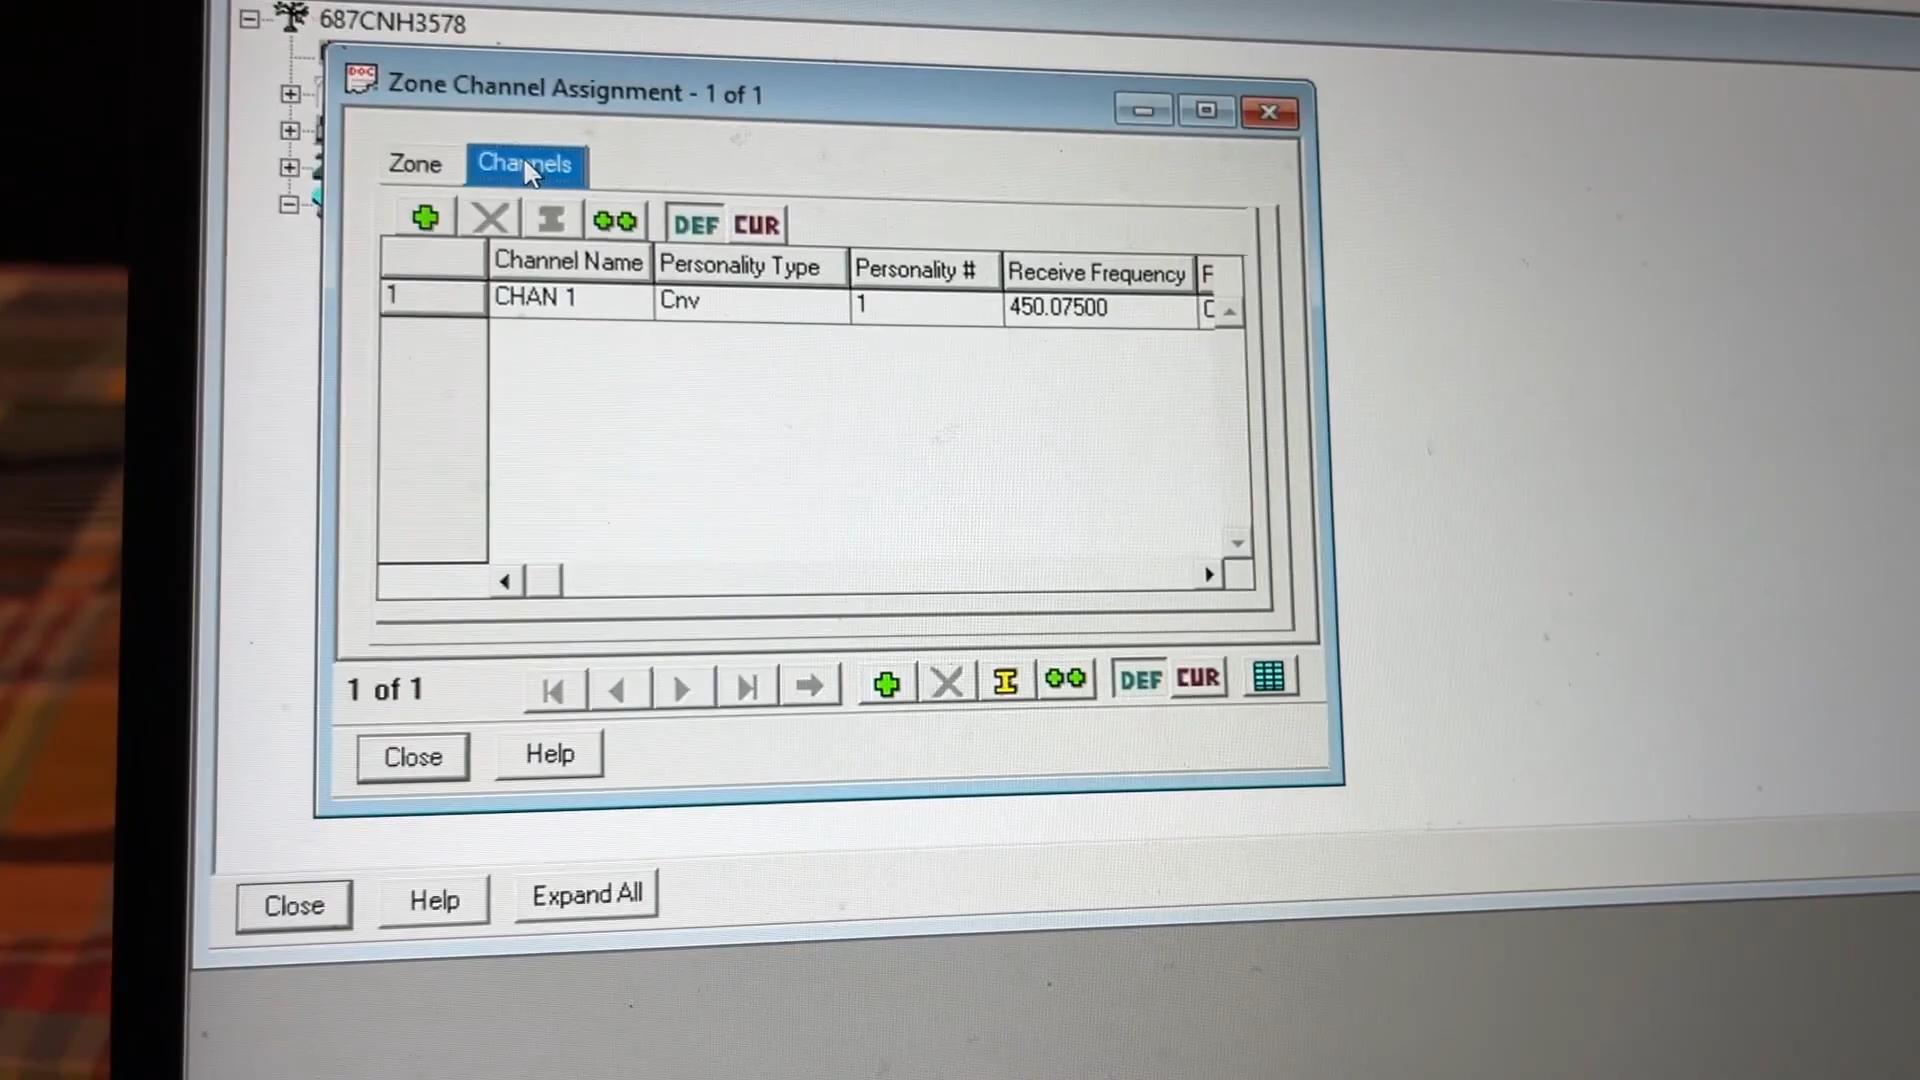 687CNH3578
DOC
Zone Channel Assignment - 1 of 1
Zone Channels
DEF CUR
Channel Name Personality Type Personality # Receive Frequency F
1 CHAN 1 Cnv 1 450.07500
1 of 1 DEF CUR
Close Help
Close Help Expand All